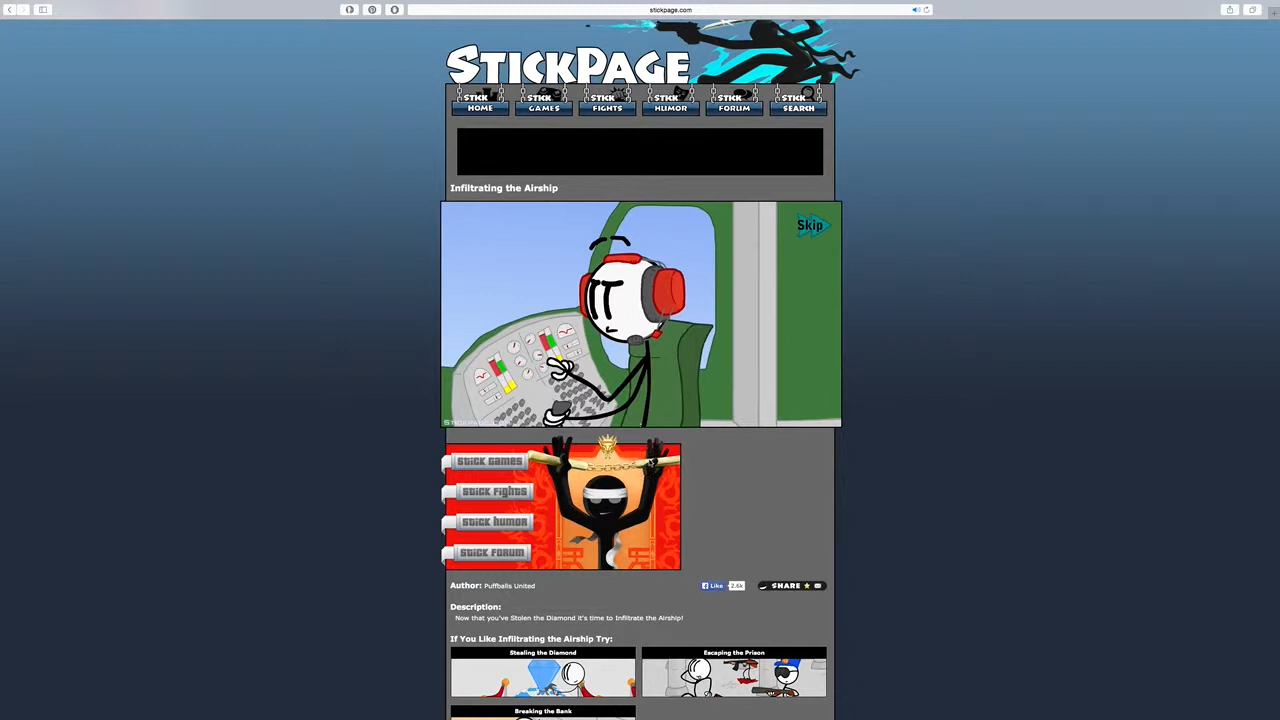 stickpage.com
STICKPAGE
STICK HOME
STICK GAMES
STICK FIGHTS
STICK HUMOR
STICK FORUM
STICK SEARCH
Infiltrating the Airship
Skip
STICK GAMES
STICK FIGHTS
STICK HUMOR
STICK FORUM
Author: Puffballs United
Like
2.6k
SHARE
Description:
Now that you've Stolen the Diamond it's time to Infiltrate the Airship!
If You Like Infiltrating the Airship Try:
Stealing the Diamond
Escaping the Prison
Breaking the Bank